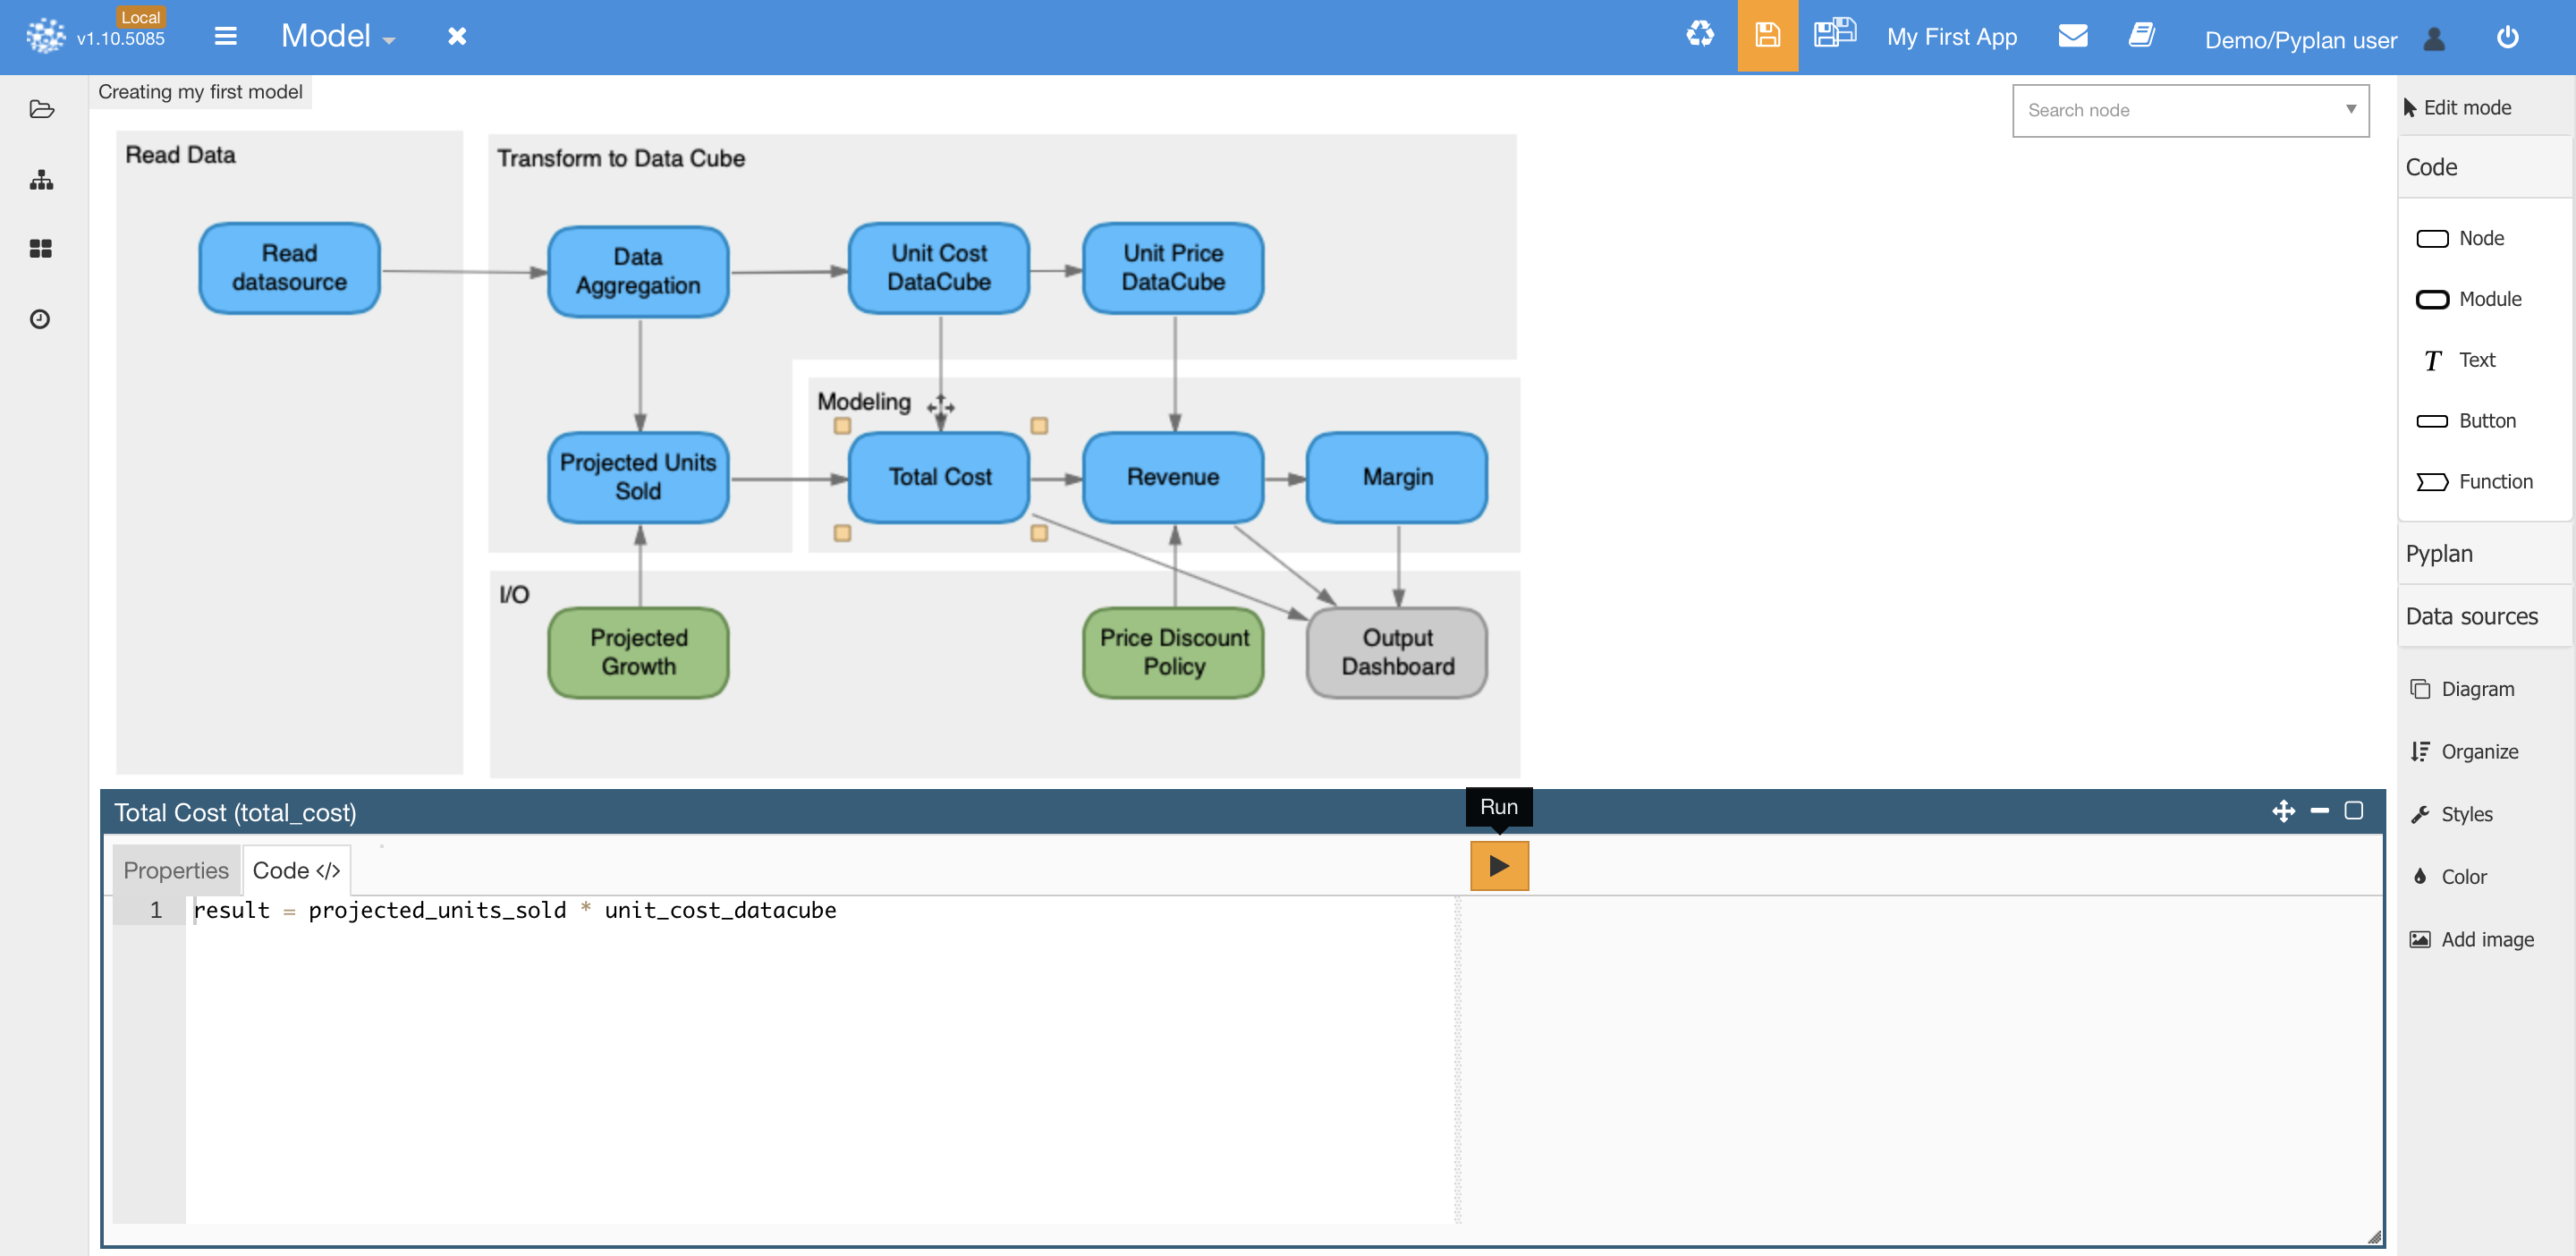 Local
v1.10.5085
Model
My First App
Demo/Pyplan user
Creating my first model
Search node
Edit mode
Read Data
Transform to Data Cube
Code
Read
datasource
Data
Aggregation
Unit Cost
DataCube
Unit Price
DataCube
Node
Module
Text
Button
Function
Modeling
Projected Units
Sold
Total Cost
Revenue
Margin
Pyplan
I/O
Projected
Growth
Price Discount
Policy
Output
Dashboard
Data sources
Diagram
Organize
Styles
Color
Add image
Total Cost (total_cost)
Run
Properties
Code </>
1 result = projected_units_sold * unit_cost_datacube